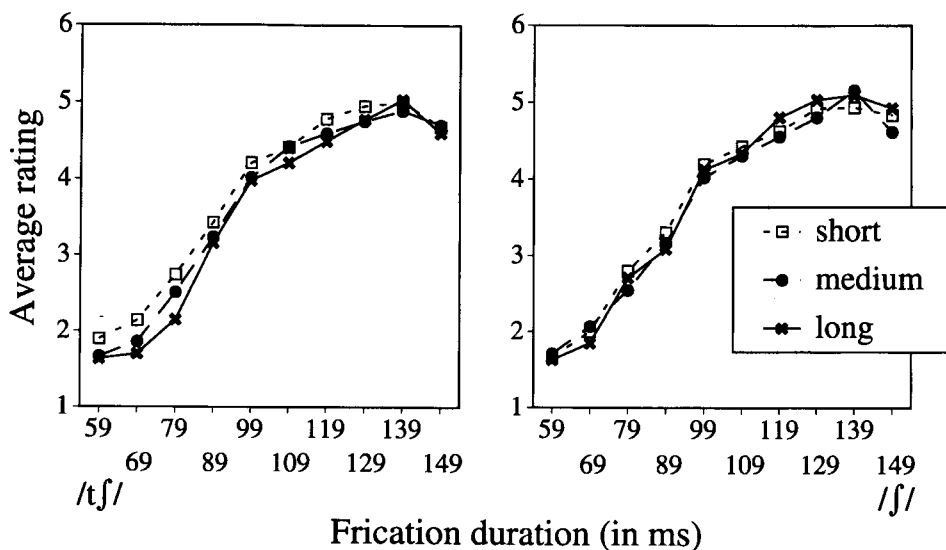 6
5
4
3
2
1
Average rating
59 79 99 119 139
69 89 109 129 149
/tʃ/
6
5
4
3
2
1
59 79 99 119 139
69 89 109 129 149
/ʃ/
short
medium
long
Frication duration (in ms)